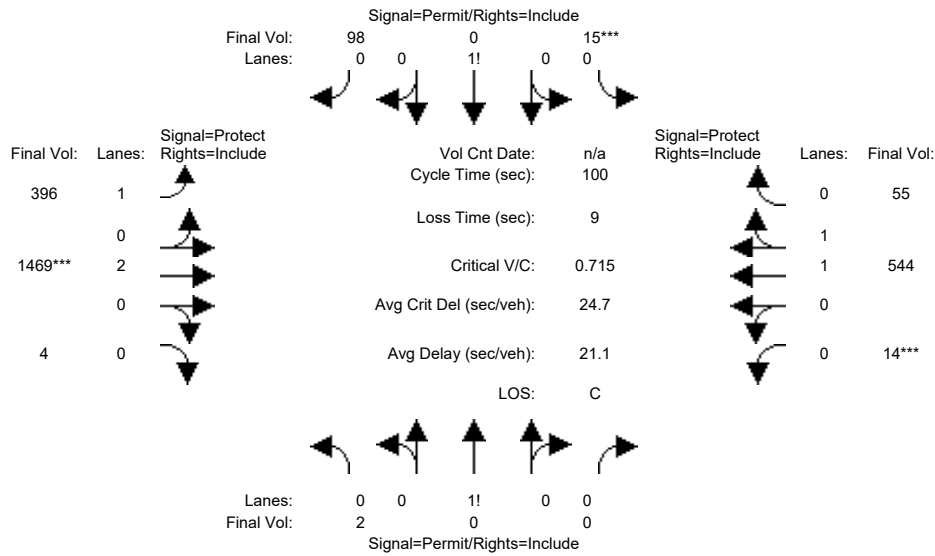 Signal=Permit/Rights=Include
Final Vol: 98 0 15***
Lanes: 0 0 1! 0 0
Signal=Protect
Final Vol: Lanes: Rights=Include
Vol Cnt Date: n/a
Signal=Protect
Rights=Include Lanes: Final Vol:
Cycle Time (sec): 100
396 1
0 55
Loss Time (sec): 9
0
1
1469*** 2
Critical V/C: 0.715
1 544
0
Avg Crit Del (sec/veh): 24.7
0
4 0
Avg Delay (sec/veh): 21.1
0 14***
LOS: C
Lanes: 0 0 1! 0 0
Final Vol: 2 0 0
Signal=Permit/Rights=Include